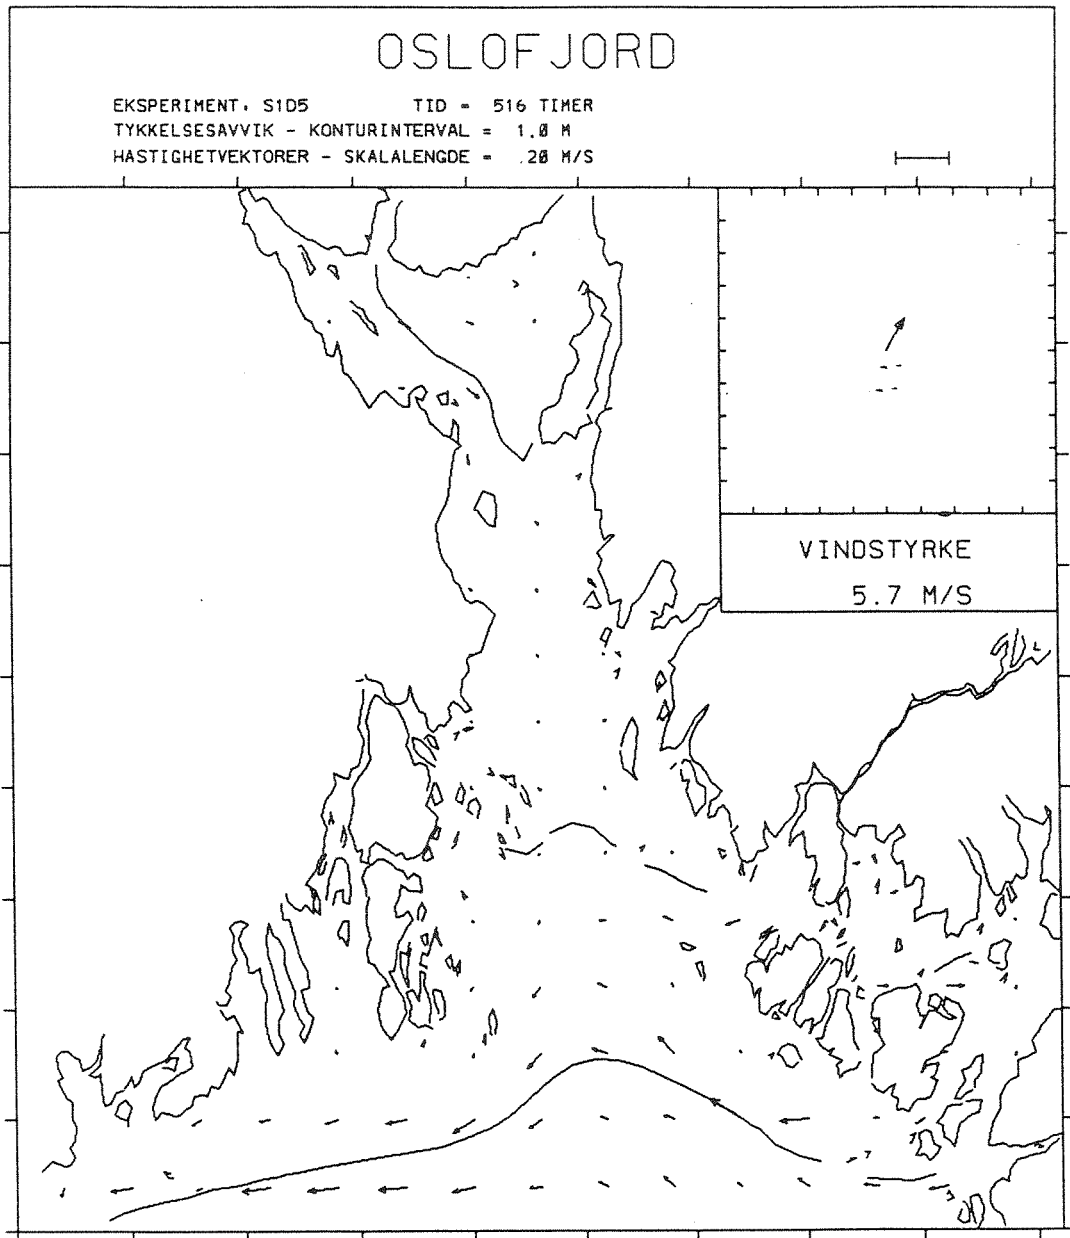 OSLOFJORD
EKSPERIMENT. S1D5 TID = 516 TIMER
TYKKELSESAVVIK - KONTURINTERVAL = 1.0 M
HASTIGHETVEKTORER - SKALALENGDE = .20 M/S
VINDSTYRKE
5.7 M/S